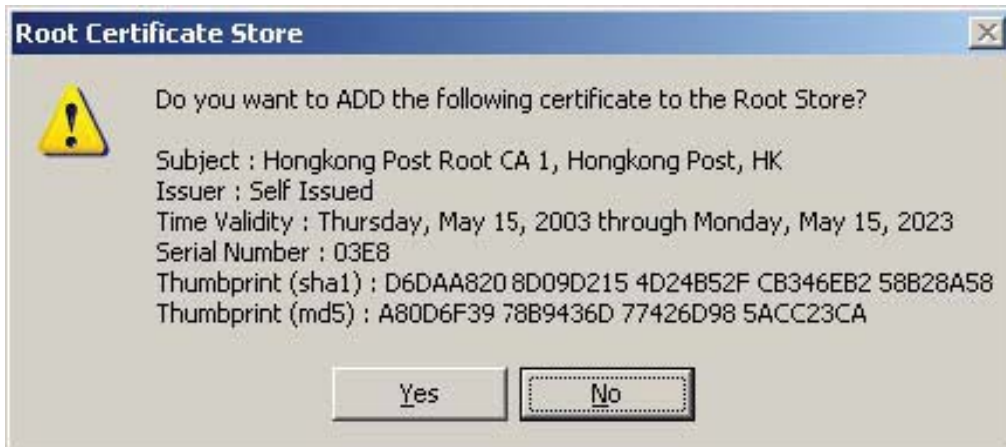 Root Certificate Store
Do you want to ADD the following certificate to the Root Store?
Subject : Hongkong Post Root CA 1, Hongkong Post, HK
Issuer : Self Issued
Time Validity : Thursday, May 15, 2003 through Monday, May 15, 2023
Serial Number : 03E8
Thumbprint (sha1) : D6DAA820 8D09D215 4D24B52F CB346EB2 58B28A58
Thumbprint (md5) : A80D6F39 78B9436D 77426D98 5ACC23CA
Yes No